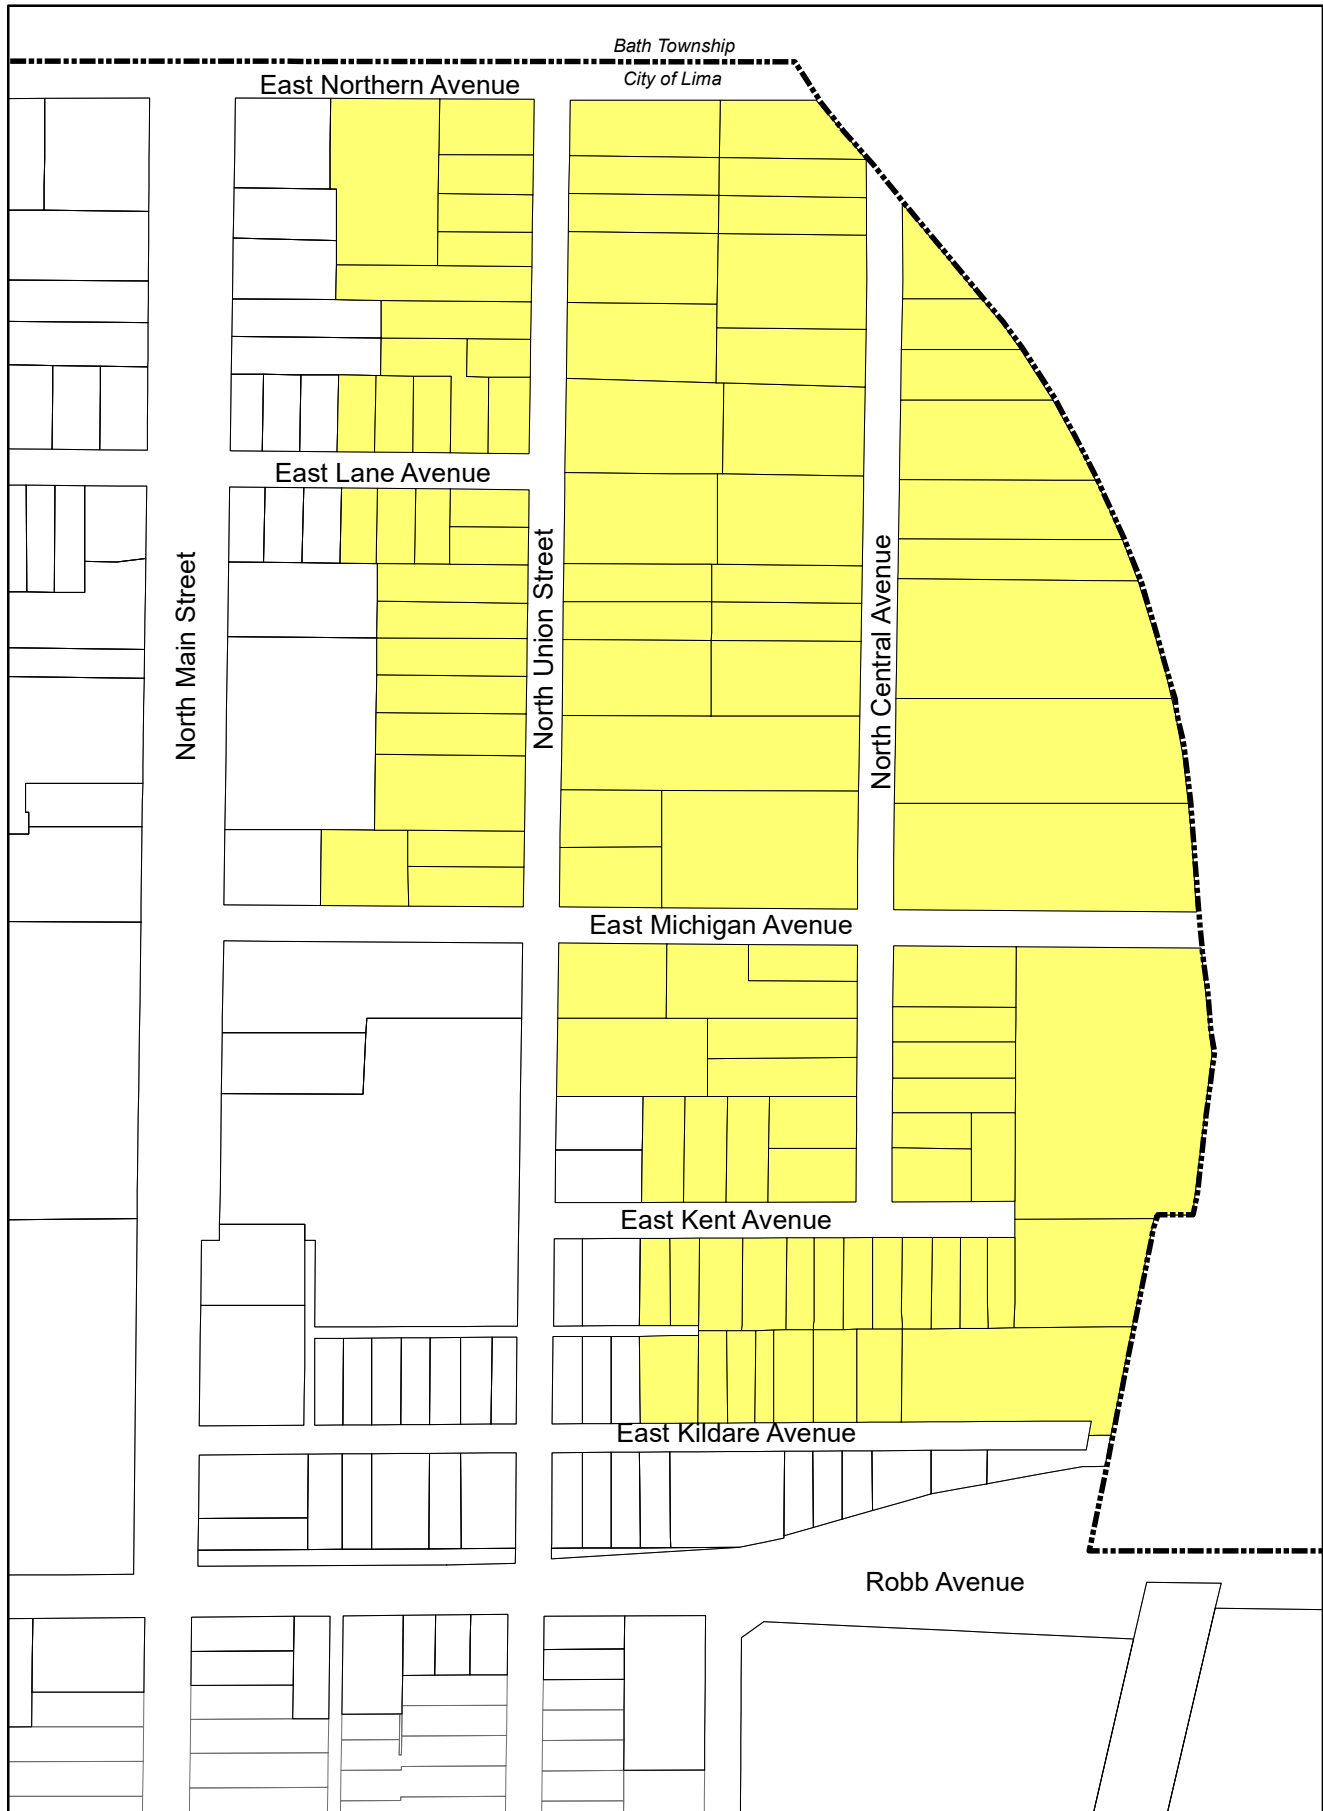 Bath Township
City of Lima
East Northern Avenue
East Lane Avenue
North Main Street
North Union Street
North Central Avenue
East Michigan Avenue
East Kent Avenue
East Kildare Avenue
Robb Avenue